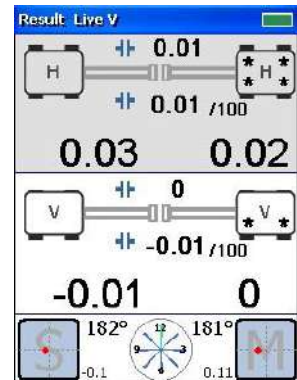 Result Live V
0.01
H
* * H * *
0.01 /100
0.03 0.02
0
V
V * *
-0.01 /100
-0.01 0
182° 12 181°
S 9 3 M
6
-0.1 0.11